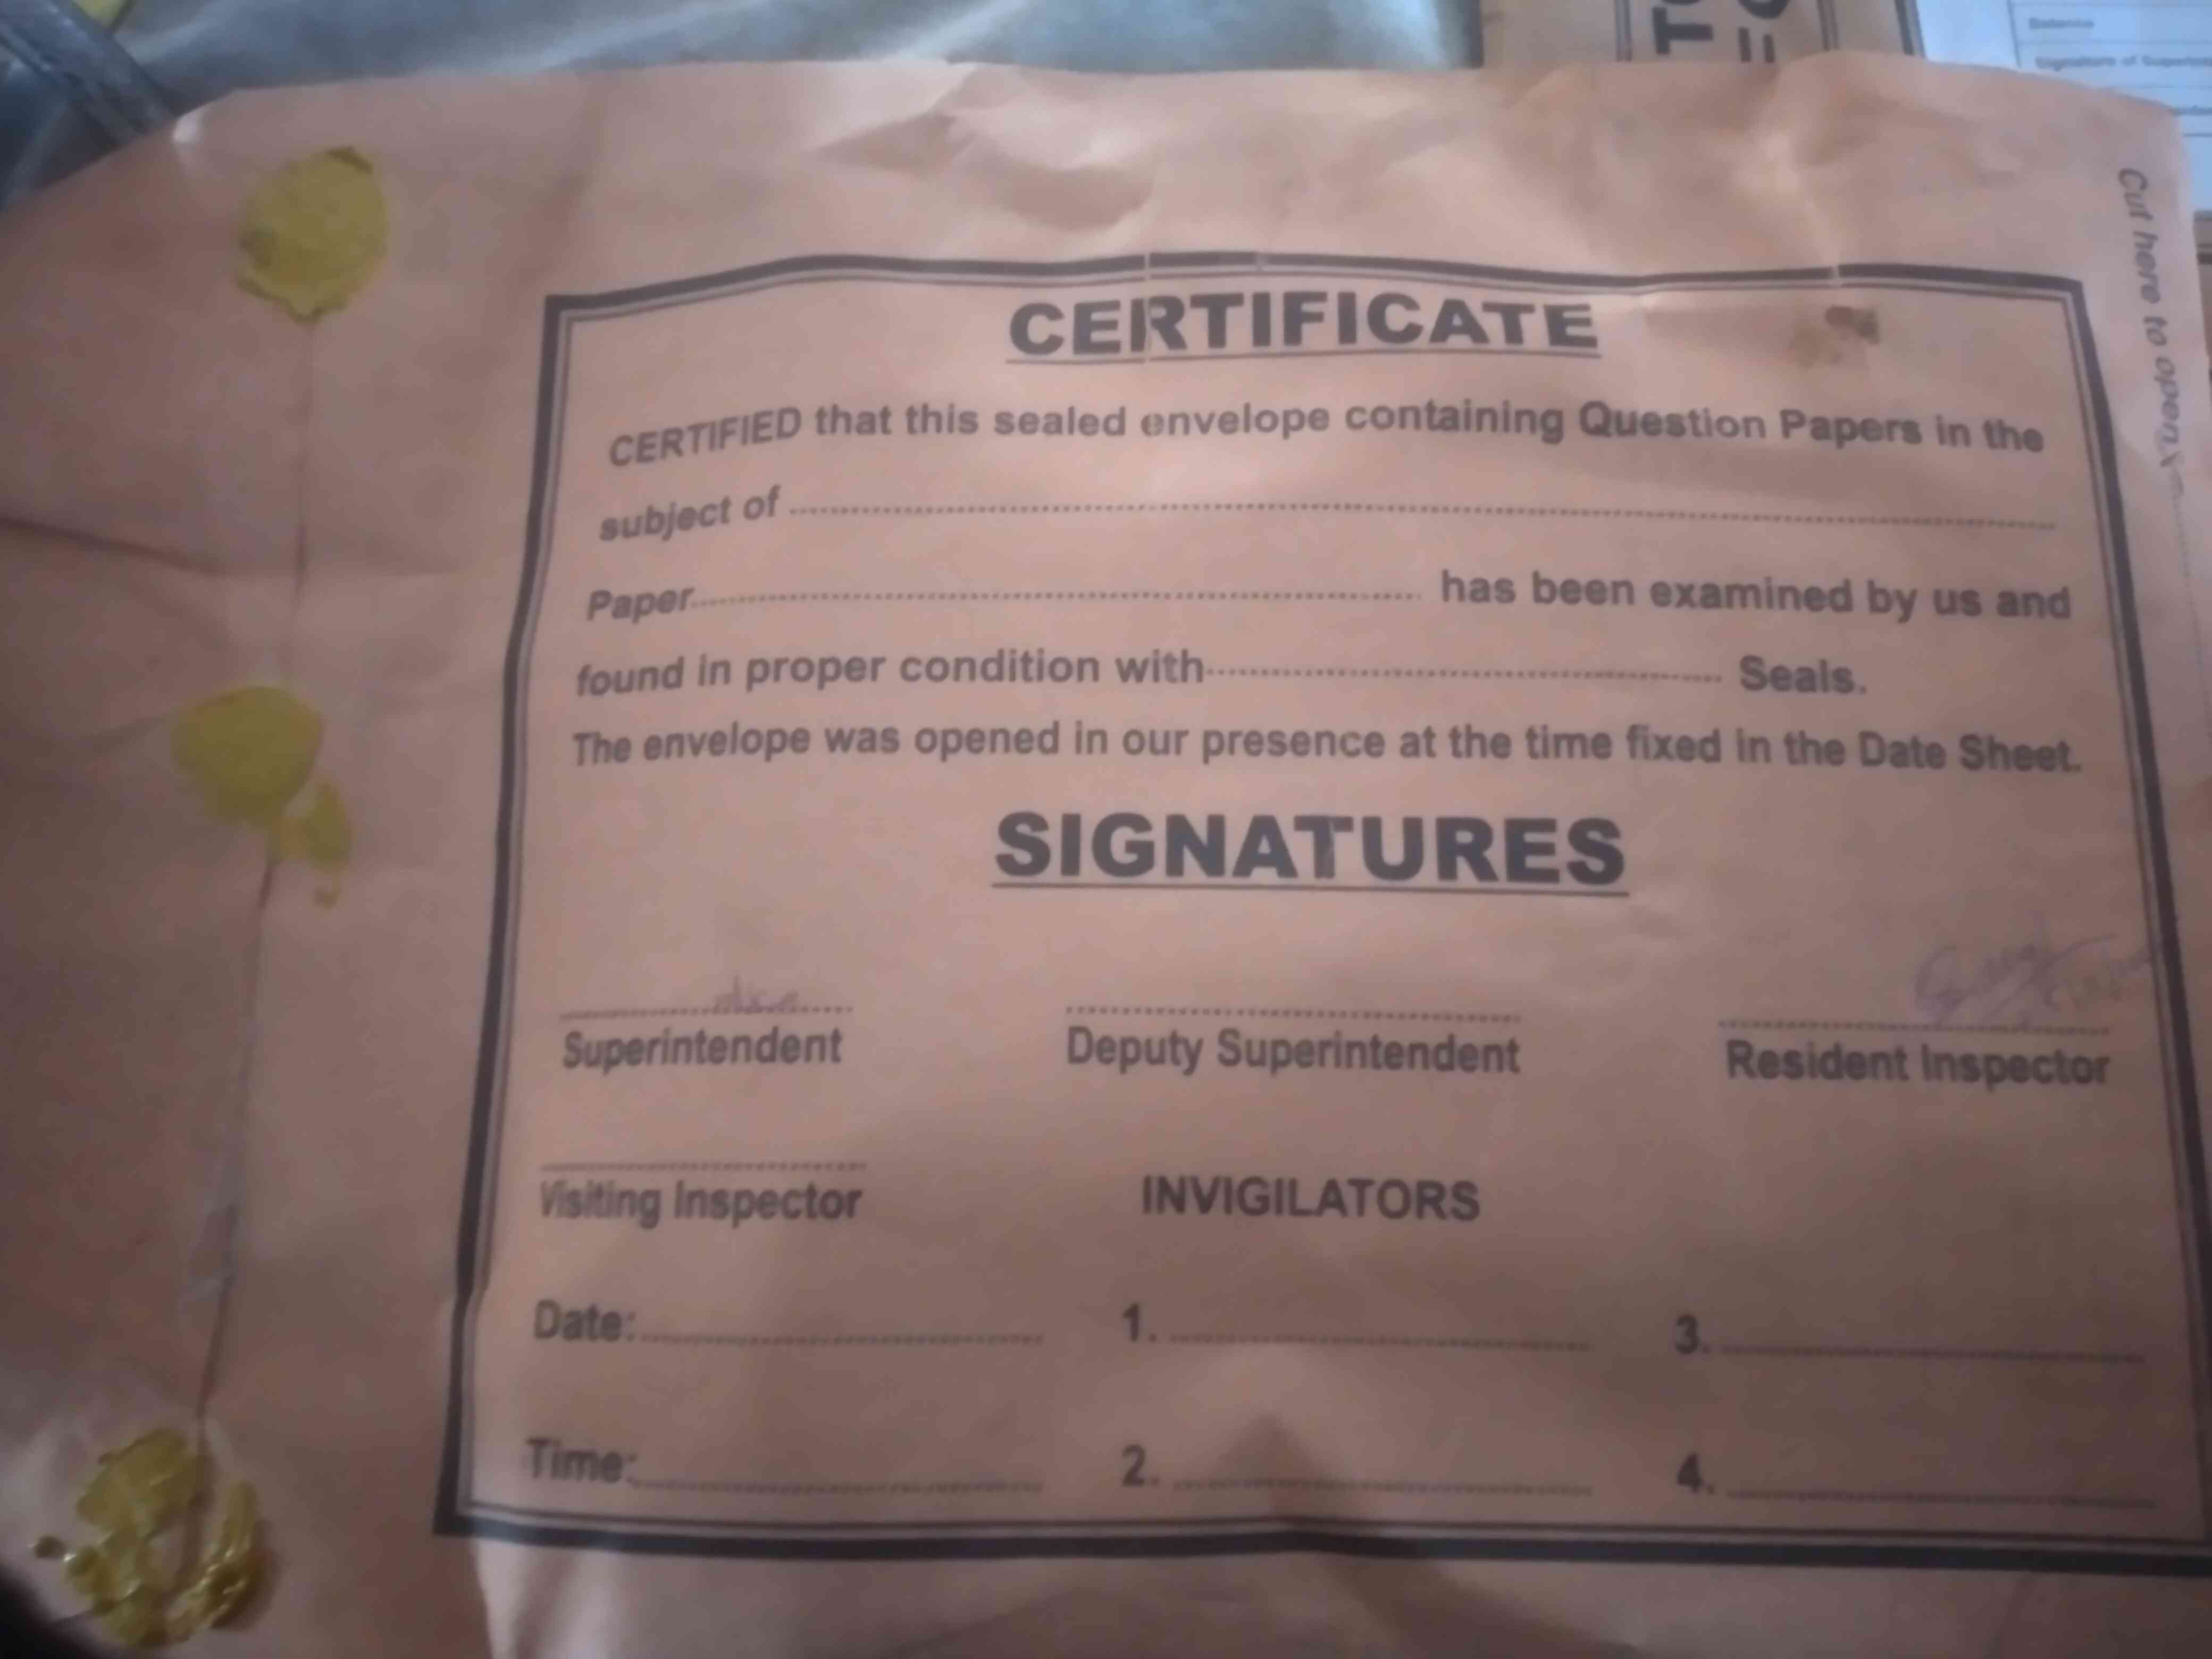 CERTIFICATE
CERTIFIED that this sealed envelope containing Question Papers in the
subject of
Paper has been examined by us and
found in proper condition with Seals.
The envelope was opened in our presence at the time fixed in the Date Sheet.
SIGNATURES
Superintendent Deputy Superintendent Resident Inspector
Visiting Inspector INVIGILATORS
Date: 1. 3.
Time: 2. 4.
Cut here to open
Signature of